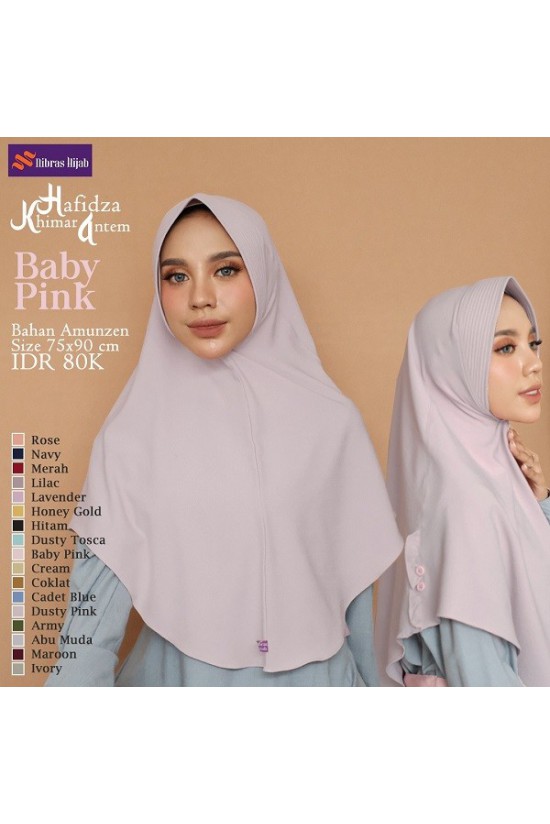 Nibras Hijab
Hafidza
Khimar Antem
Baby
Pink
Bahan Amunzen
Size 75x90 cm
IDR 80K
Rose
Navy
Merah
Lilac
Lavender
Honey Gold
Hitam
Dusty Tosca
Baby Pink
Cream
Coklat
Cadet Blue
Dusty Pink
Army
Abu Muda
Maroon
Ivory